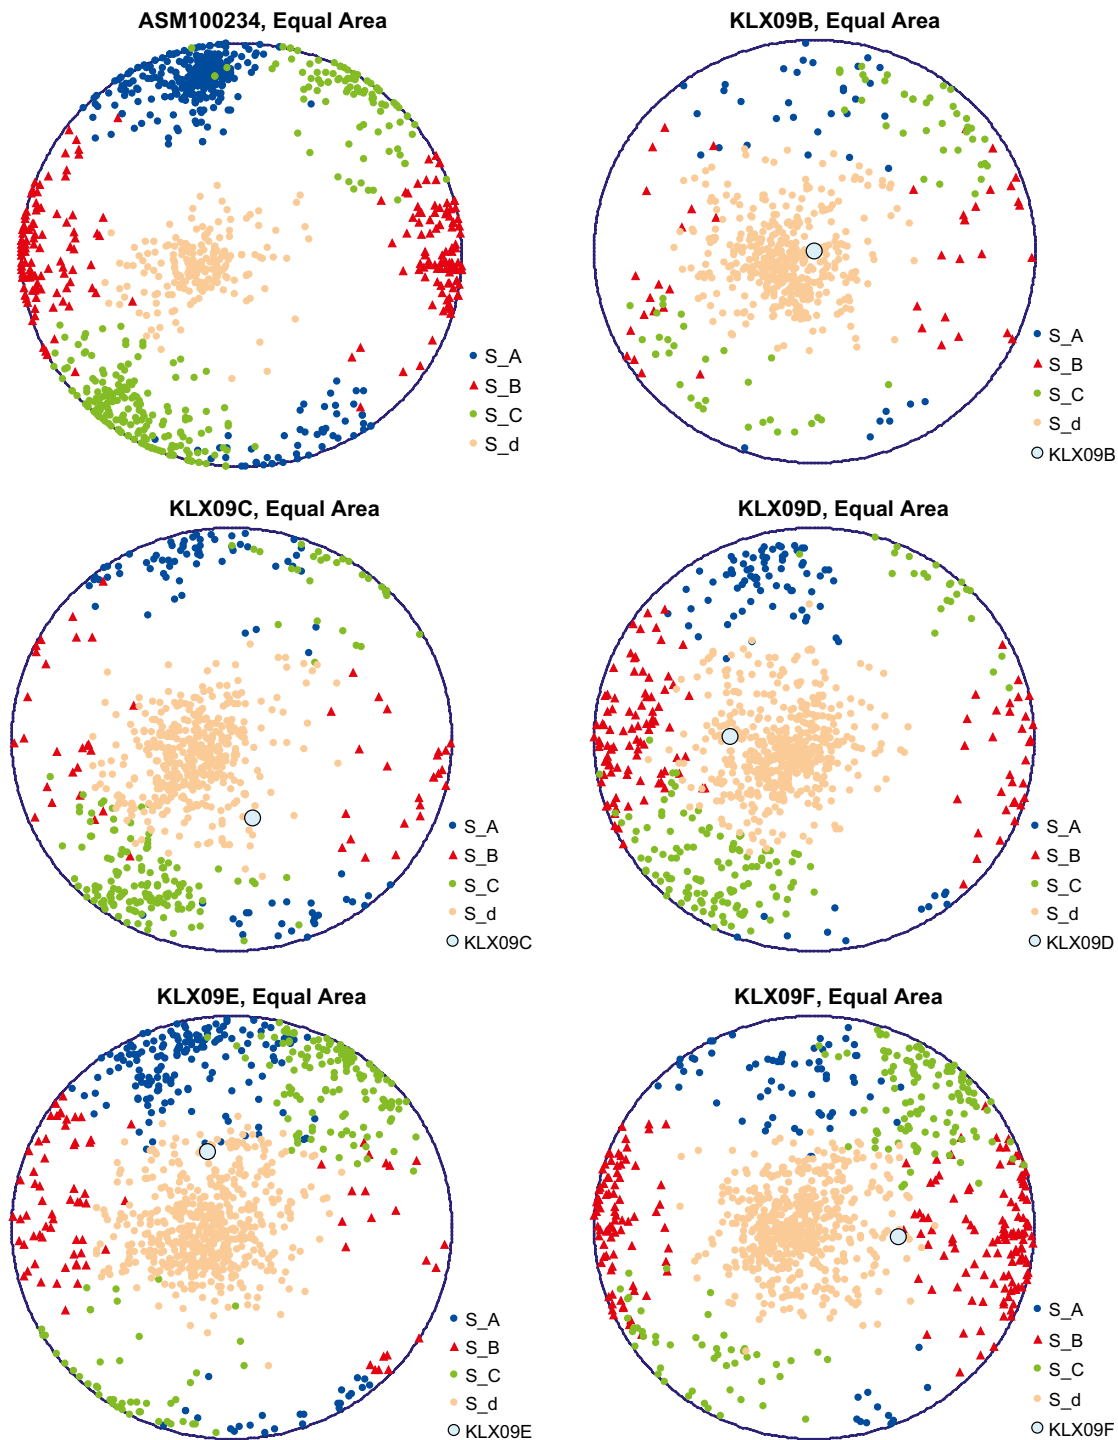 ASM100234, Equal Area
S_A
S_B
S_C
S_d
KLX09B, Equal Area
S_A
S_B
S_C
S_d
KLX09B
KLX09C, Equal Area
S_A
S_B
S_C
S_d
KLX09C
KLX09D, Equal Area
S_A
S_B
S_C
S_d
KLX09D
KLX09E, Equal Area
S_A
S_B
S_C
S_d
KLX09E
KLX09F, Equal Area
S_A
S_B
S_C
S_d
KLX09F